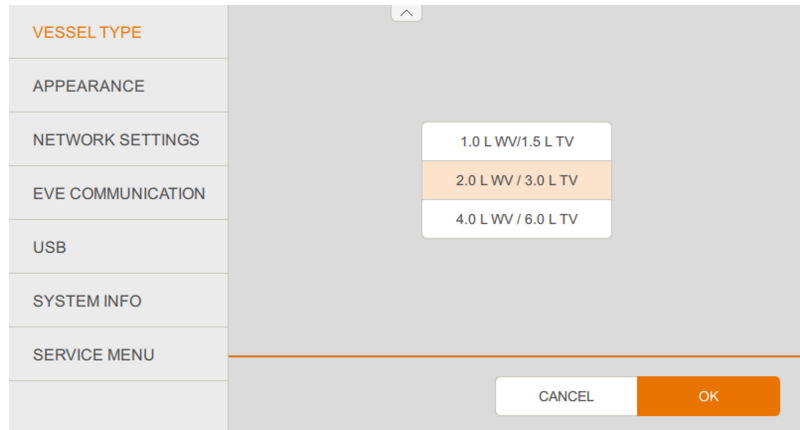 VESSEL TYPE
APPEARANCE
NETWORK SETTINGS
EVE COMMUNICATION
USB
SYSTEM INFO
SERVICE MENU
1.0 L WV/1.5 L TV
2.0 L WV / 3.0 L TV
4.0 L WV / 6.0 L TV
CANCEL
OK